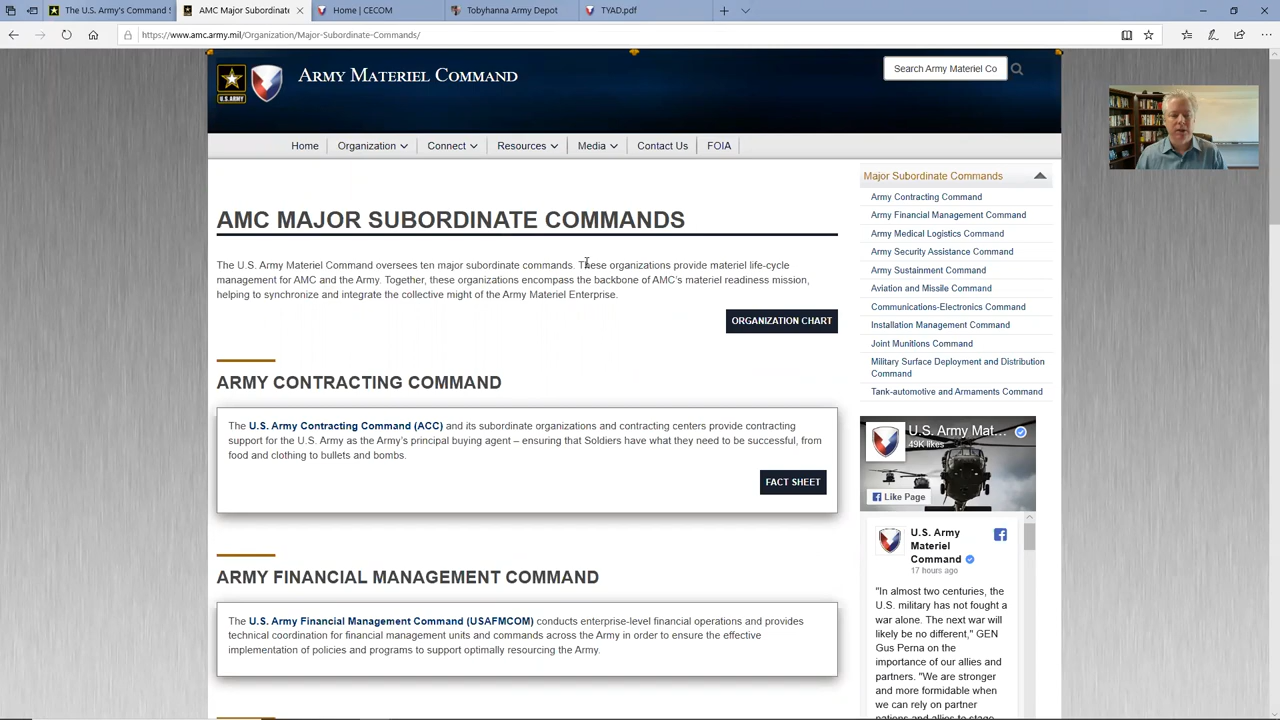 The U.S. Army's Command S
AMC Major Subordinate
Home | CECOM
Tobyhanna Army Depot
TYAD.pdf
https://www.amc.army.mil/Organization/Major-Subordinate-Commands/
U.S. ARMY
ARMY MATERIEL COMMAND
Search Army Materiel Co
Home
Organization
Connect
Resources
Media
Contact Us
FOIA
AMC MAJOR SUBORDINATE COMMANDS
The U.S. Army Materiel Command oversees ten major subordinate commands. These organizations provide materiel life-cycle
management for AMC and the Army. Together, these organizations encompass the backbone of AMC's materiel readiness mission,
helping to synchronize and integrate the collective might of the Army Materiel Enterprise.
ORGANIZATION CHART
ARMY CONTRACTING COMMAND
The U.S. Army Contracting Command (ACC) and its subordinate organizations and contracting centers provide contracting
support for the U.S. Army as the Army's principal buying agent – ensuring that Soldiers have what they need to be successful, from
food and clothing to bullets and bombs.
FACT SHEET
ARMY FINANCIAL MANAGEMENT COMMAND
The U.S. Army Financial Management Command (USAFMCOM) conducts enterprise-level financial operations and provides
technical coordination for financial management units and commands across the Army in order to ensure the effective
implementation of policies and programs to support optimally resourcing the Army.
Major Subordinate Commands
Army Contracting Command
Army Financial Management Command
Army Medical Logistics Command
Army Security Assistance Command
Army Sustainment Command
Aviation and Missile Command
Communications-Electronics Command
Installation Management Command
Joint Munitions Command
Military Surface Deployment and Distribution
Command
Tank-automotive and Armaments Command
U.S. Army Mat...
49K likes
Like Page
U.S. Army
Materiel
Command
17 hours ago
"In almost two centuries, the
U.S. military has not fought a
war alone. The next war will
likely be no different," GEN
Gus Perna on the
importance of our allies and
partners. "We are stronger
and more formidable when
we can rely on partner
nations and allies to stage